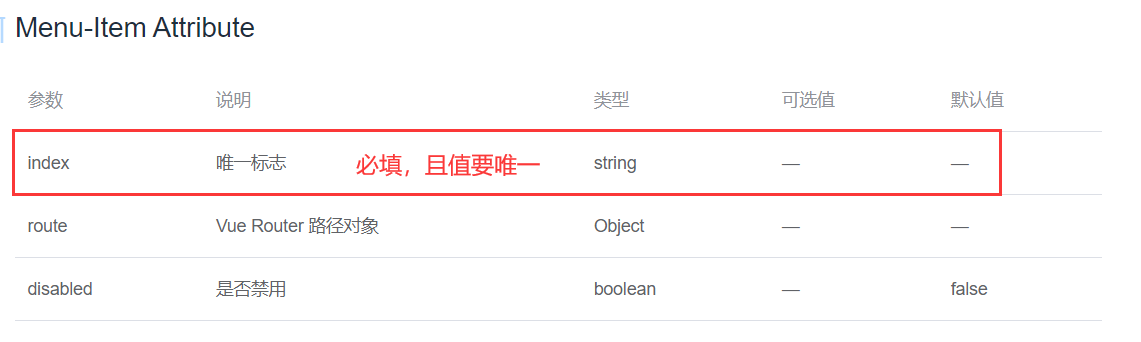 Menu-Item Attribute
参数 说明 类型 可选值 默认值
index 唯一标志 必填，且值要唯一 string — —
route Vue Router 路径对象 Object — —
disabled 是否禁用 boolean — false